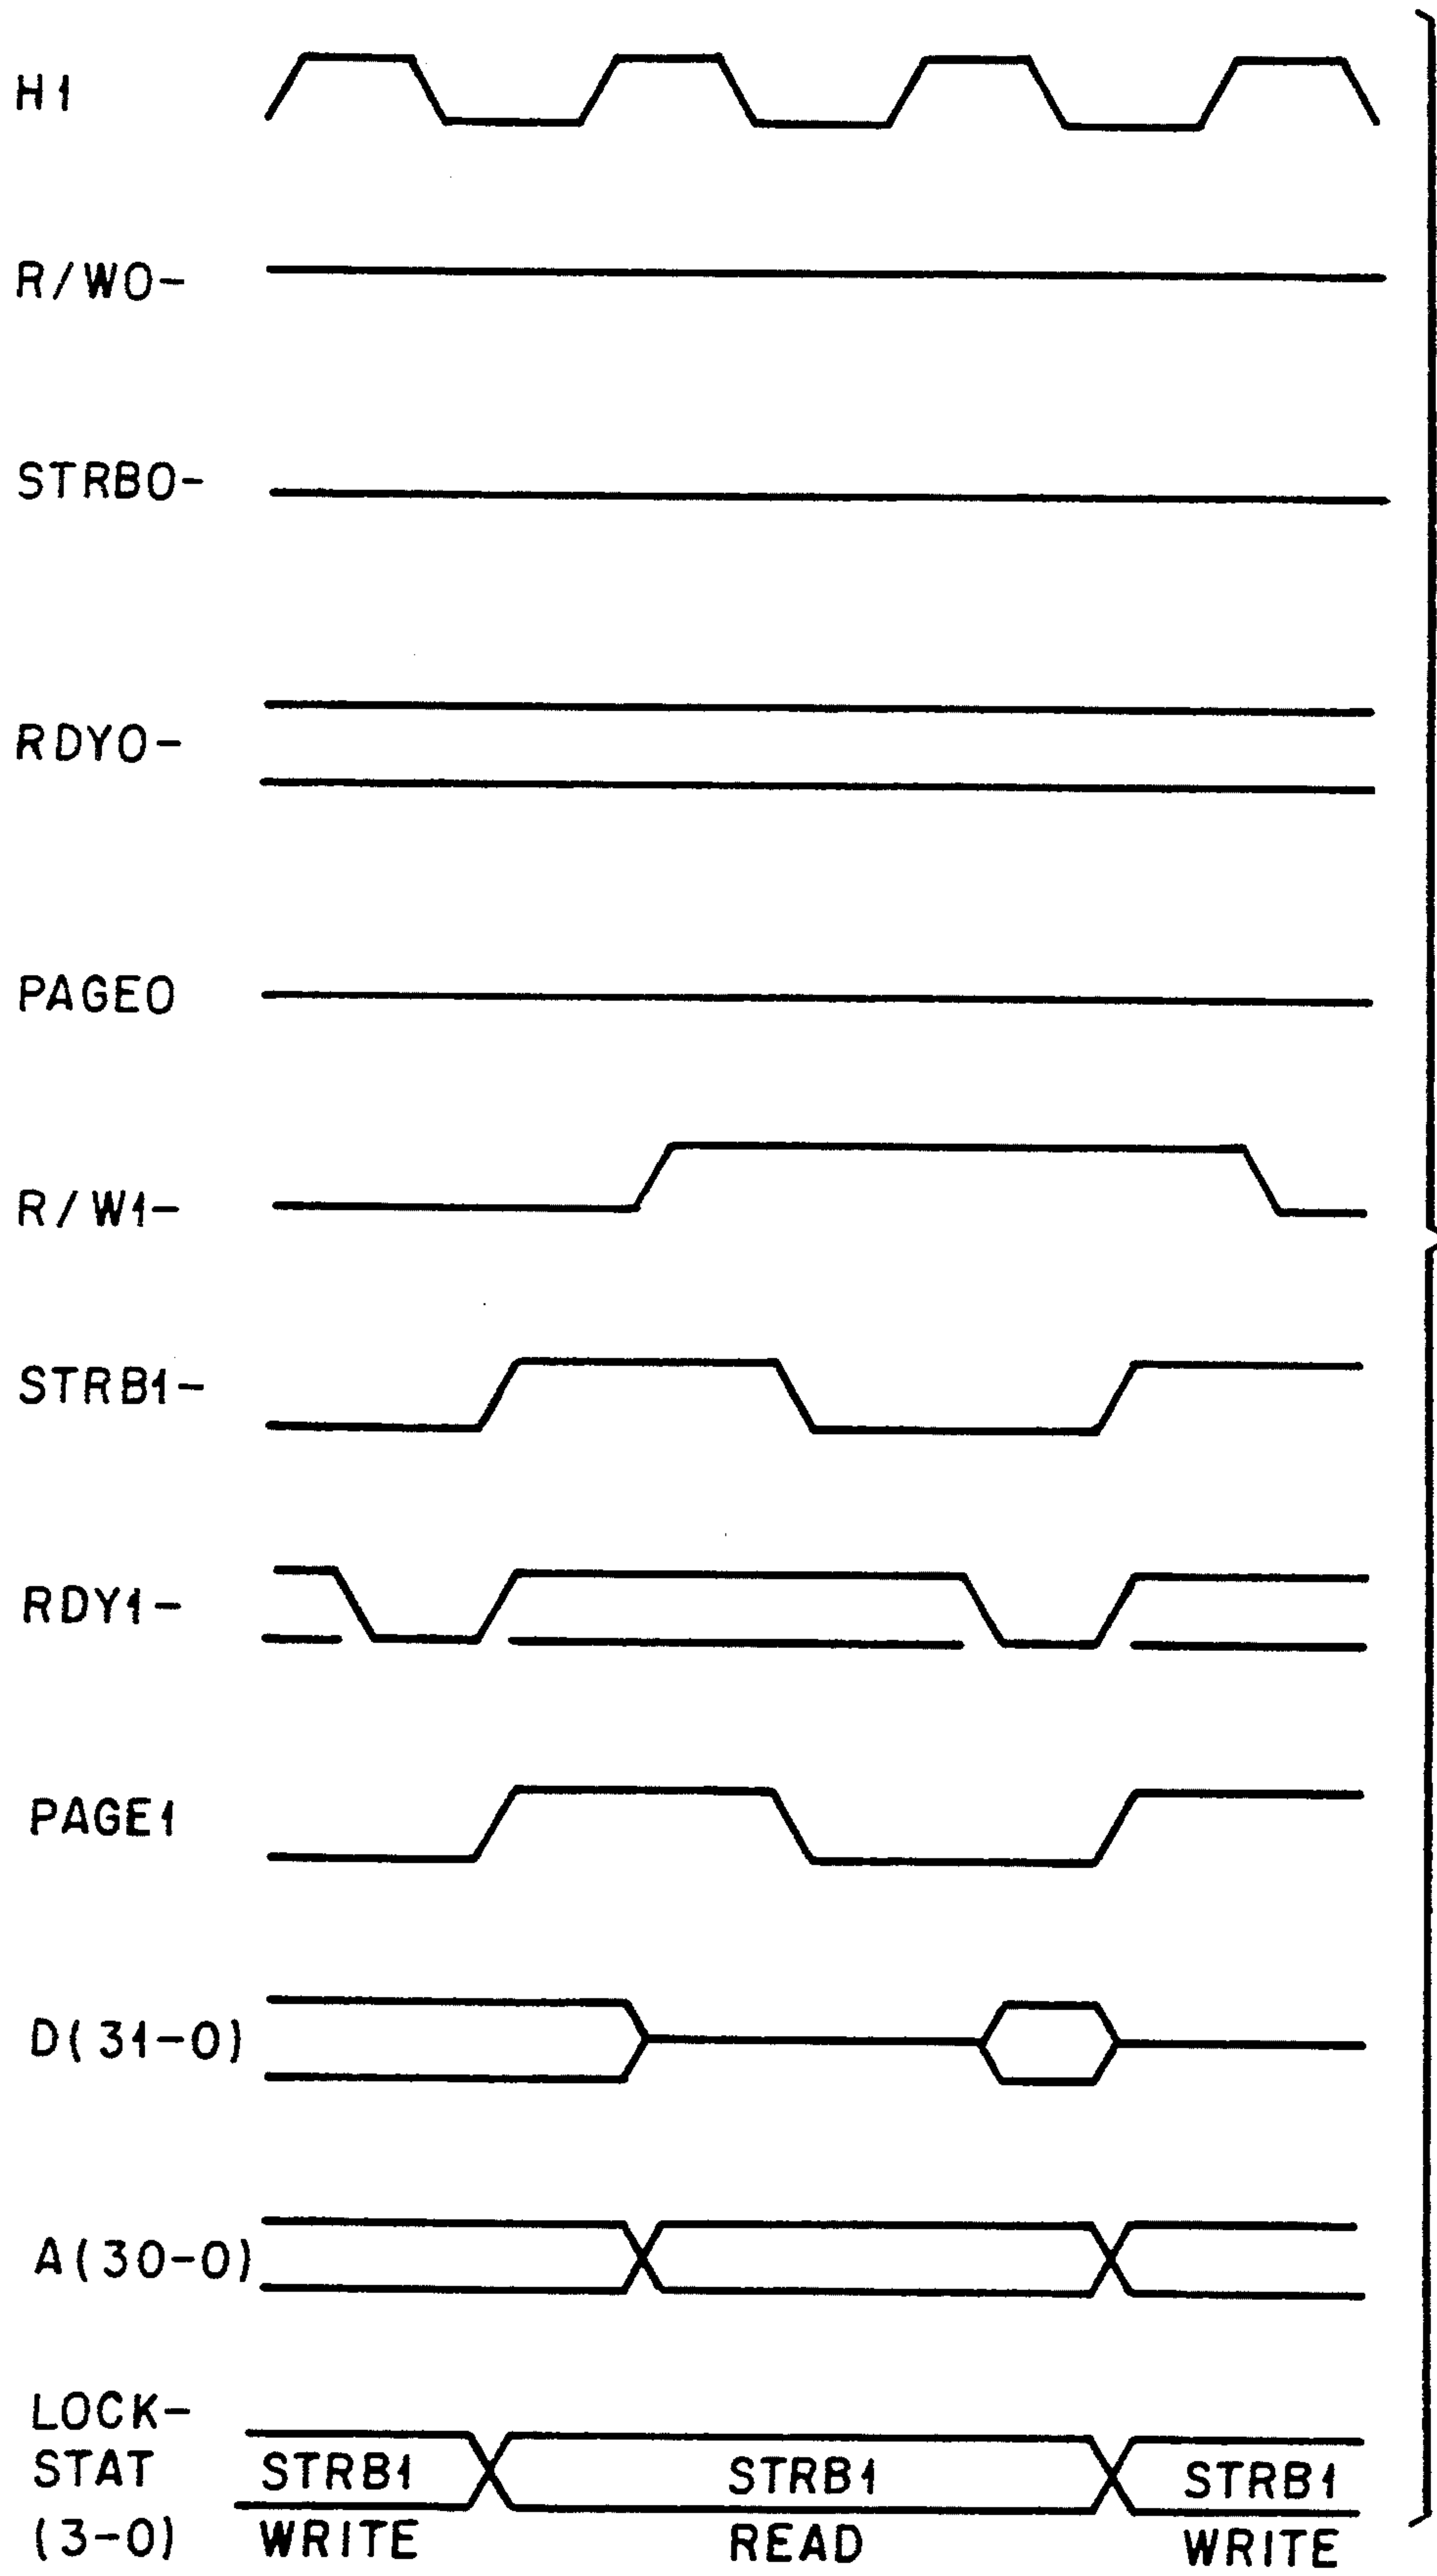 H1
R/W0-
STRB0-
RDY0-
PAGE0
R/W1-
STRB1-
RDY1-
PAGE1
D(31-0)
A(30-0)
LOCK-
STAT STRB1 STRB1 STRB1
(3-0) WRITE READ WRITE